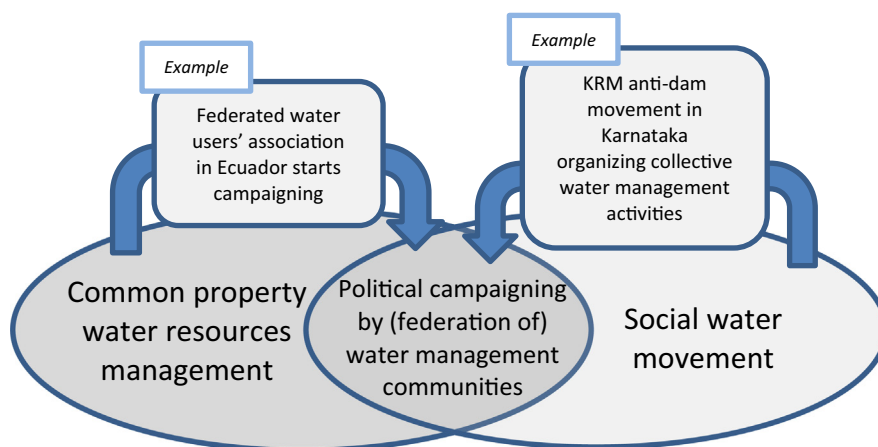 Example
Federated water
users’ association
in Ecuador starts
campaigning
Example
KRM anti-dam
movement in
Karnataka
organizing collective
water management
activities
Common property
water resources
management
Political campaigning
by (federation of)
water management
communities
Social water
movement